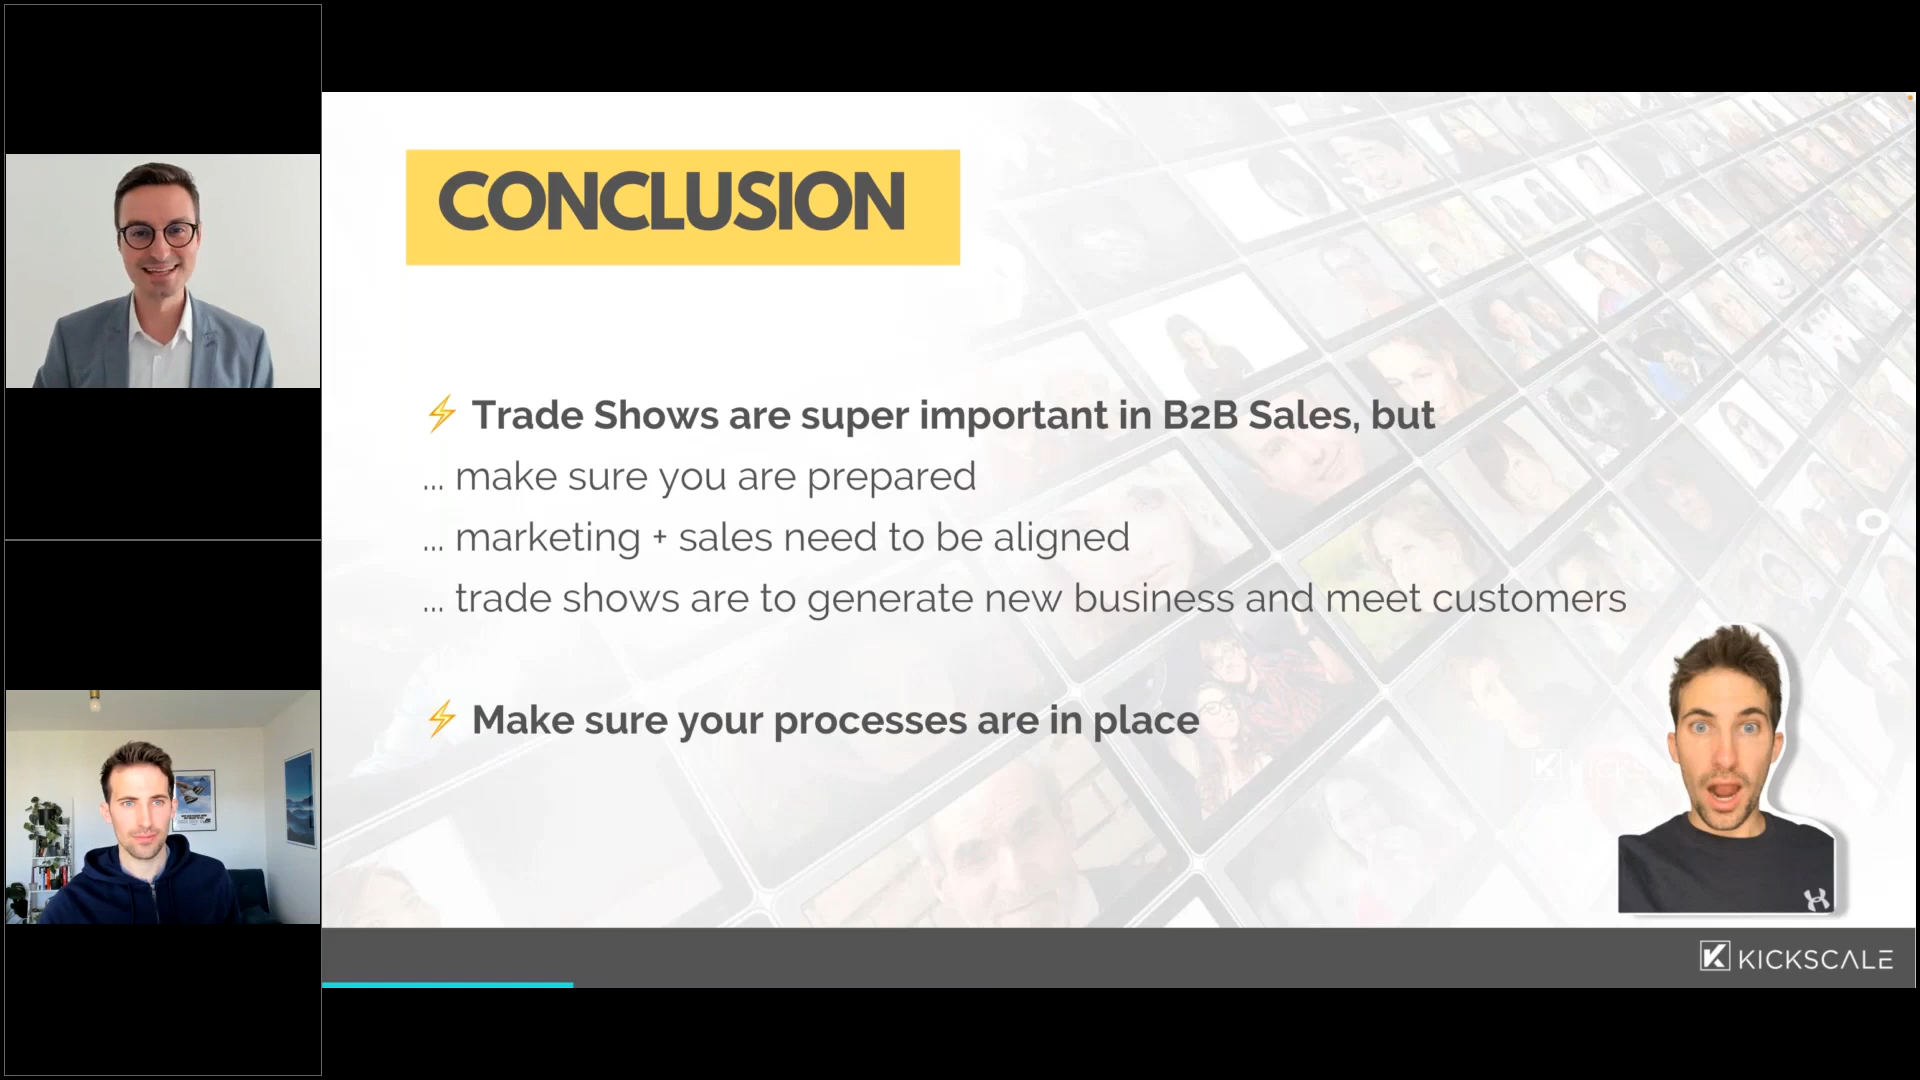 CONCLUSION
⚡ Trade Shows are super important in B2B Sales, but
... make sure you are prepared
... marketing + sales need to be aligned
... trade shows are to generate new business and meet customers
⚡ Make sure your processes are in place
KICKSCALE